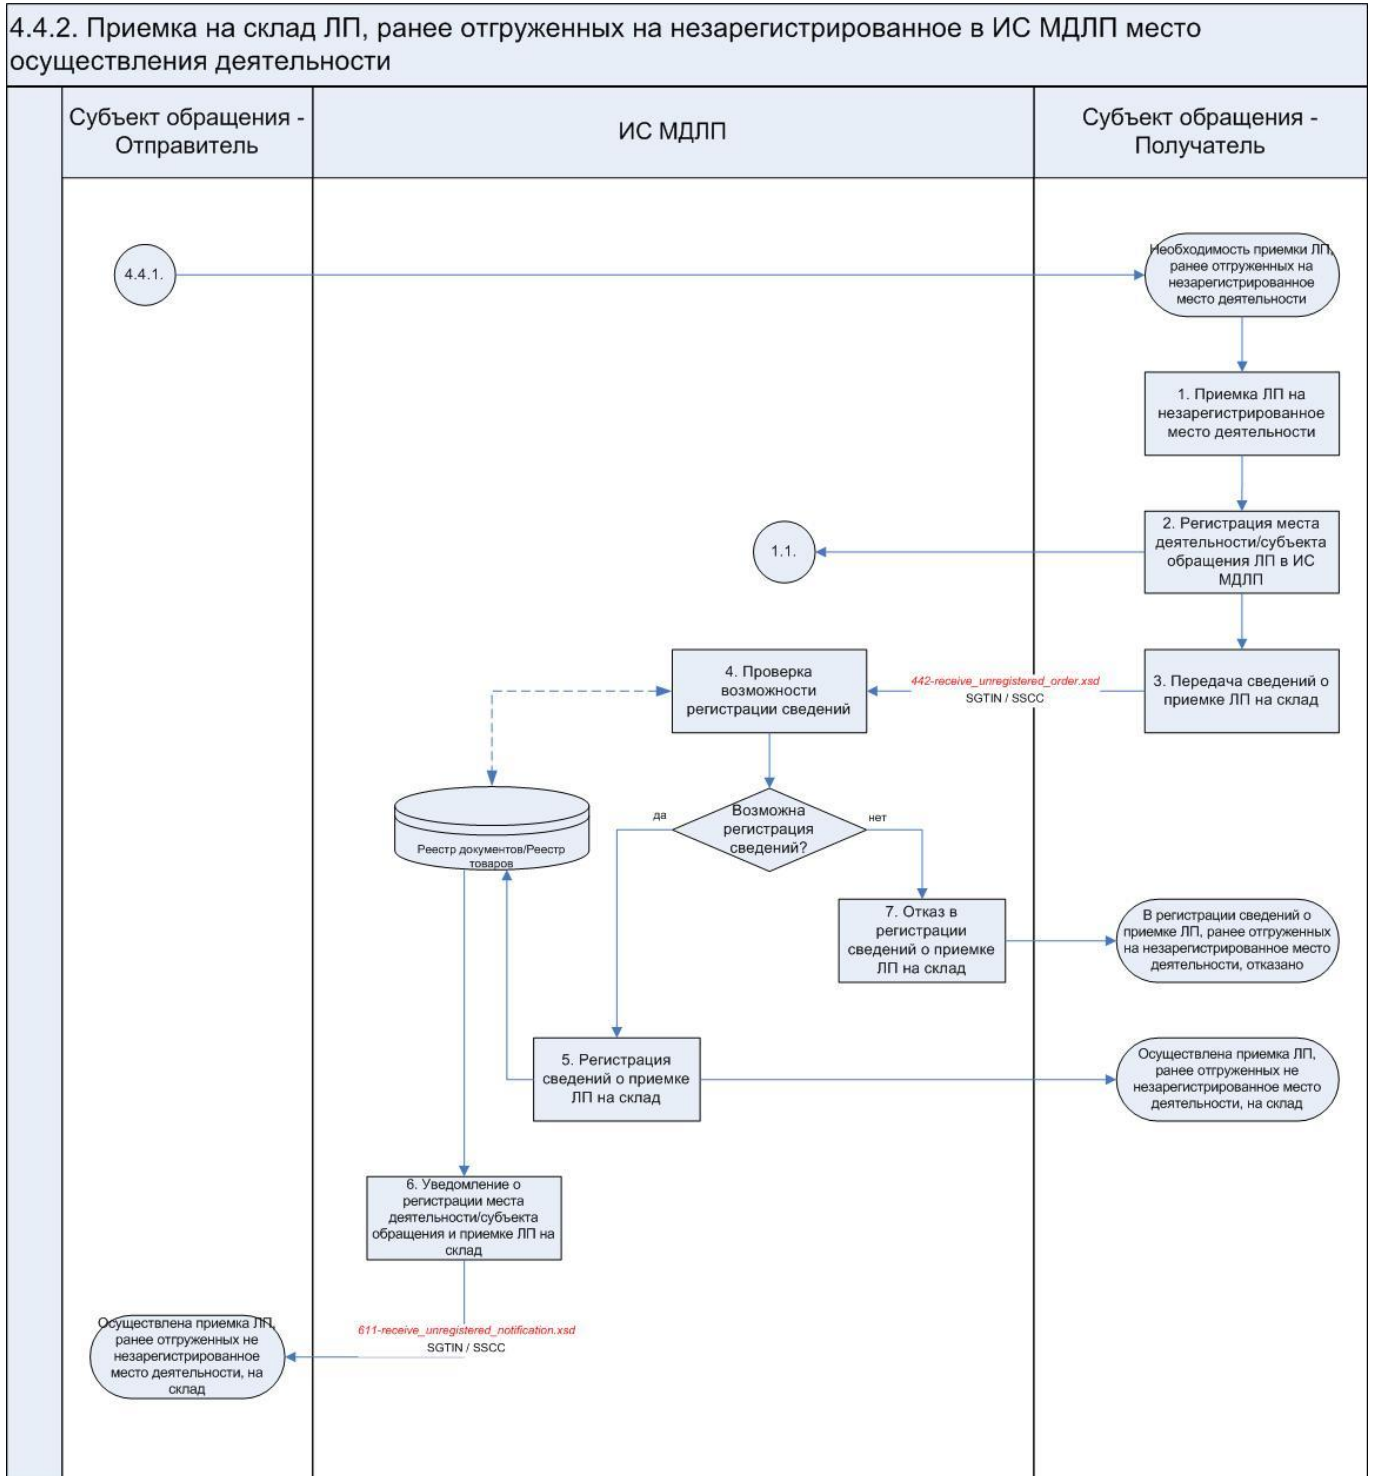 4.4.2. Приемка на склад ЛП, ранее отгруженных на незарегистрированное в ИС МДЛП место
осуществления деятельности
Субъект обращения -
Отправитель
ИС МДЛП
Субъект обращения -
Получатель
4.4.1.
Необходимость приемки ЛП,
ранее отгруженных на
незарегистрированное
место деятельности
1. Приемка ЛП на
незарегистрированное
место деятельности
1.1.
2. Регистрация места
деятельности/субъекта
обращения ЛП в ИС
МДЛП
4. Проверка
возможности
регистрации сведений
442-receive_unregistered_order.xsd
SGTIN / SSCC
3. Передача сведений о
приемке ЛП на склад
да
Возможна
регистрация
сведений?
нет
Реестр документов/Реестр
товаров
7. Отказ в
регистрации
сведений о приемке
ЛП на склад
В регистрации сведений о
приемке ЛП, ранее отгруженных
на незарегистрированное место
деятельности, отказано
5. Регистрация
сведений о приемке
ЛП на склад
Осуществлена приемка ЛП,
ранее отгруженных не
незарегистрированное место
деятельности, на склад
6. Уведомление о
регистрации места
деятельности/субъекта
обращения и приемке ЛП на
склад
611-receive_unregistered_notification.xsd
SGTIN / SSCC
Осуществлена приемка ЛП,
ранее отгруженных не
незарегистрированное
место деятельности, на
склад